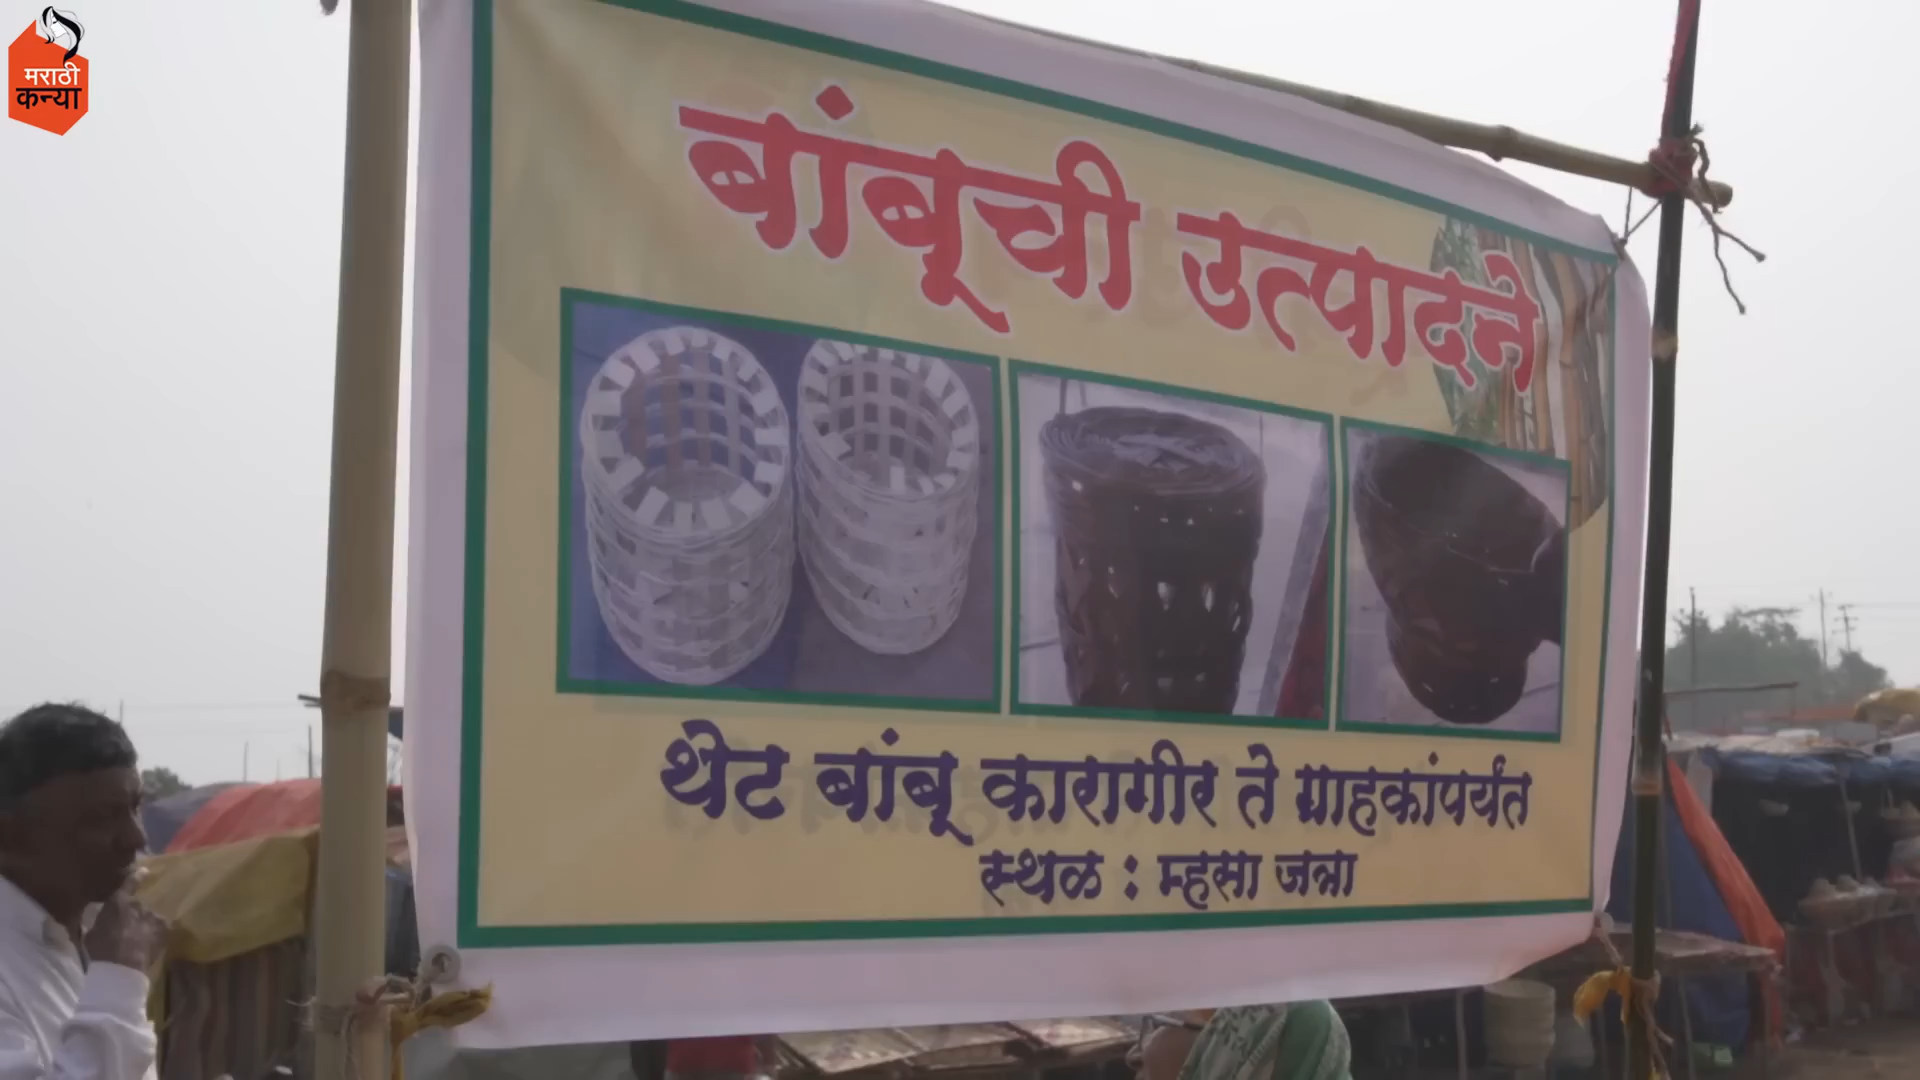 मराठी
कन्या
बांबूची उत्पादने
थेट बांबू कारागीर ते ग्राहकांपर्यंत
स्थळ : म्हसा जत्रा